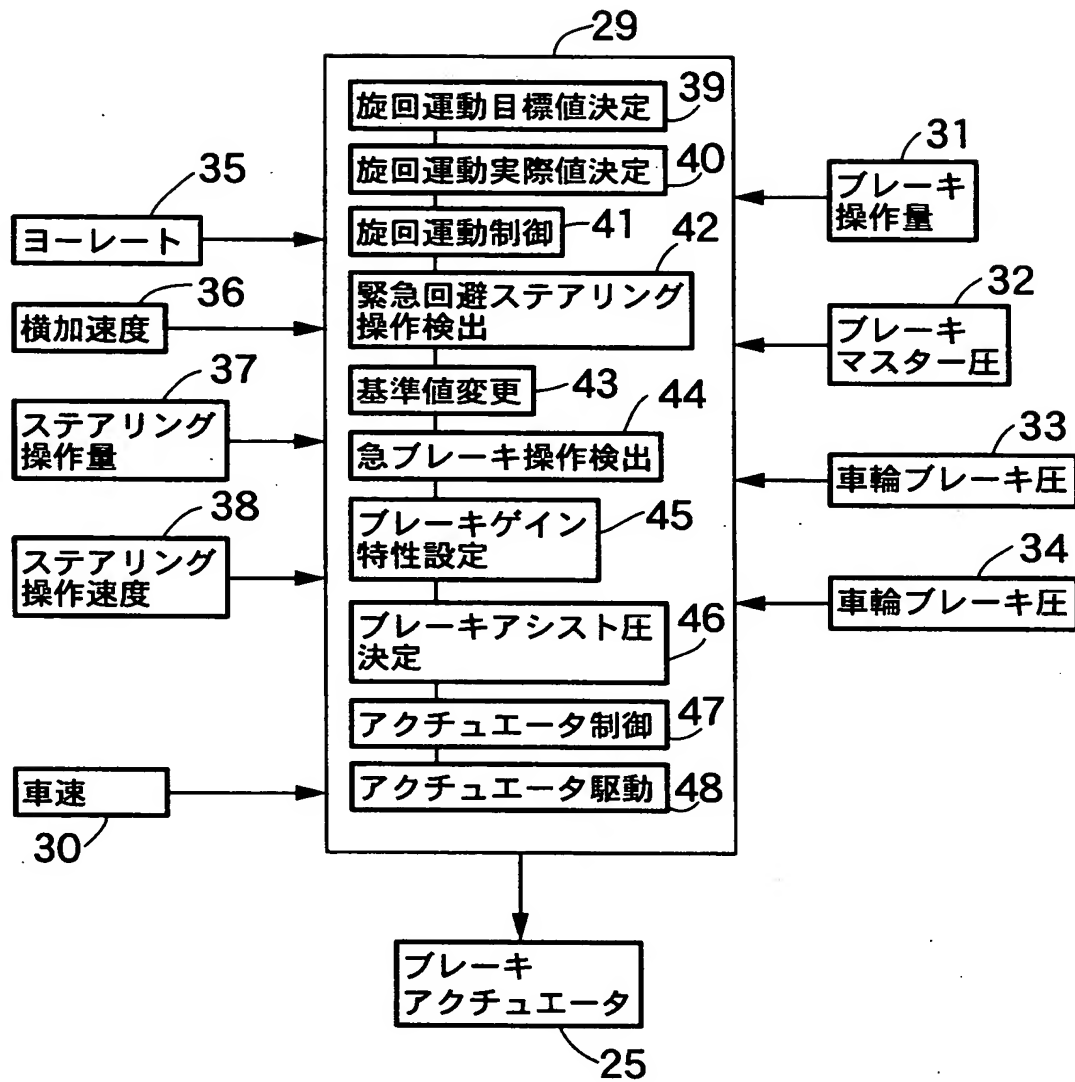 29
旋回運動目標値決定
39
旋回運動実際値決定
40
旋回運動制御
41
緊急回避ステアリング
操作検出
42
基準値変更
43
急ブレーキ操作検出
44
ブレーキゲイン
特性設定
45
ブレーキアシスト圧
決定
46
アクチュエータ制御
47
アクチュエータ駆動
48
35
ヨーレート
36
横加速度
37
ステアリング
操作量
38
ステアリング
操作速度
車速
30
31
ブレーキ
操作量
32
ブレーキ
マスター圧
33
車輪ブレーキ圧
34
車輪ブレーキ圧
ブレーキ
アクチュエータ
25